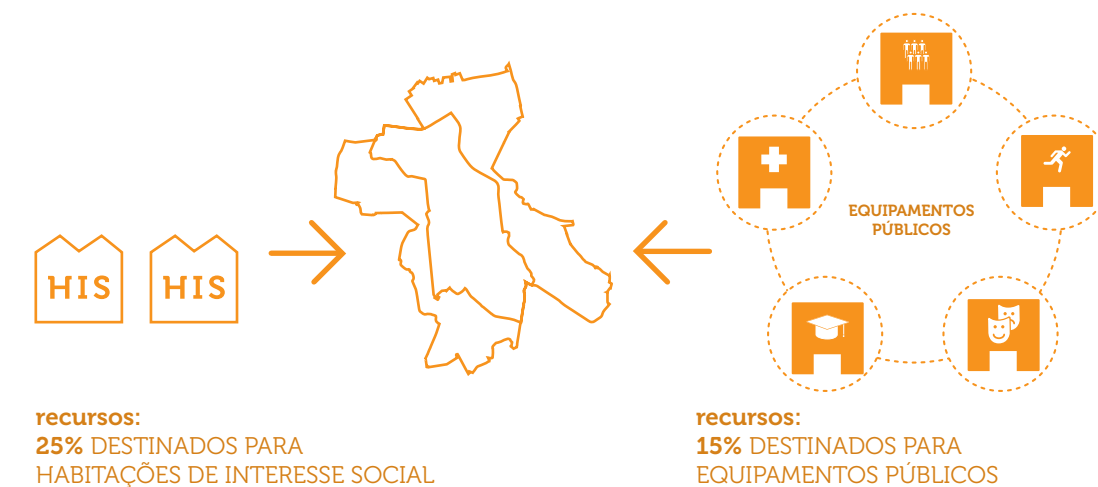 HIS
HIS
EQUIPAMENTOS
PÚBLICOS
recursos:
25% DESTINADOS PARA
HABITAÇÕES DE INTERESSE SOCIAL
recursos:
15% DESTINADOS PARA
EQUIPAMENTOS PÚBLICOS